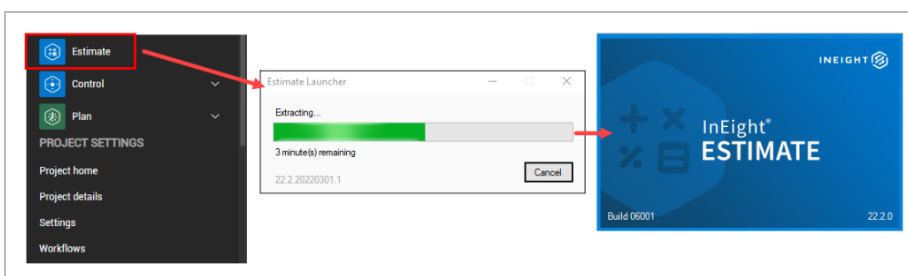 Estimate
Control
Plan
PROJECT SETTINGS
Project home
Project details
Settings
Workflows
Estimate Launcher
Extracting...
3 minute(s) remaining
Cancel
22.2.20220301.1
INEIGHT
InEight®
ESTIMATE
Build 06001
22.2.0